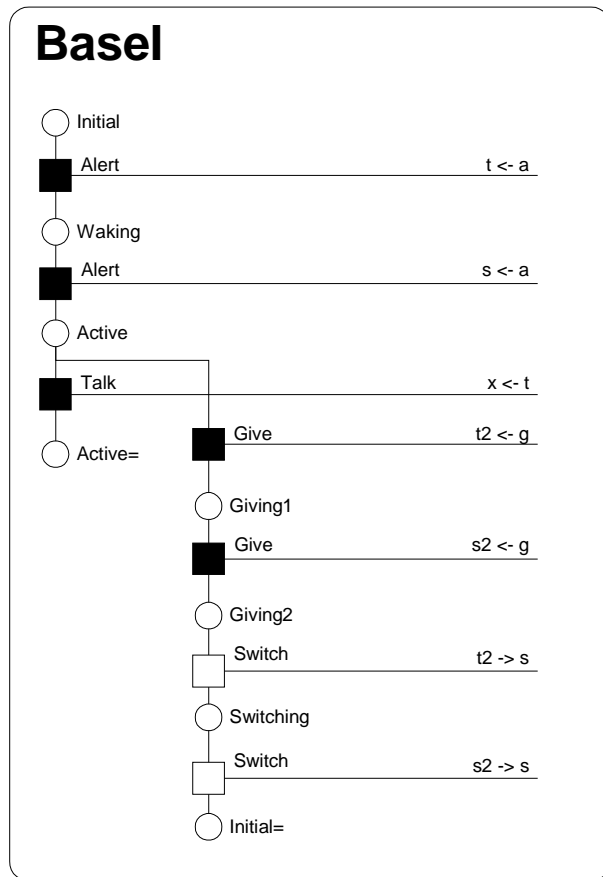 Basel
Initial
Alert t <- a
Waking
Alert s <- a
Active
Talk x <- t
Give t2 <- g
Active=
Giving1
Give s2 <- g
Giving2
Switch t2 -> s
Switching
Switch s2 -> s
Initial=